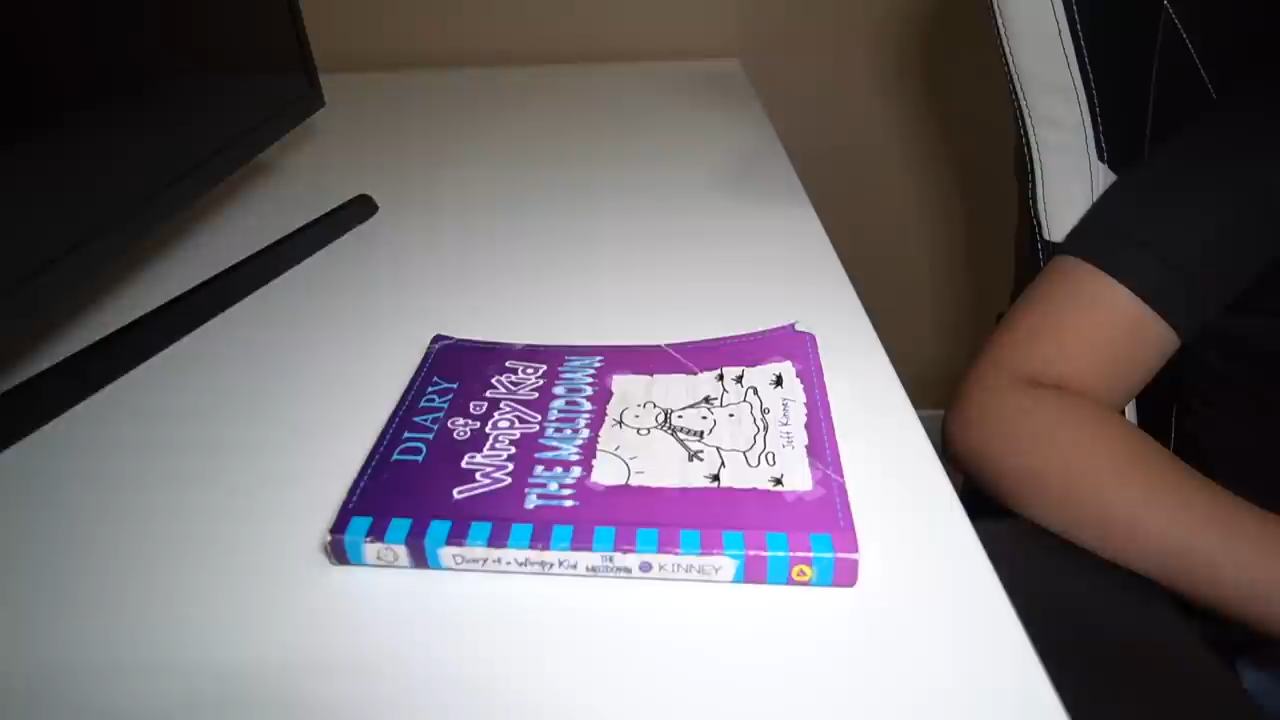 DIARY
of a
Wimpy Kid
THE MELTDOWN
Jeff Kinney
Diary of a Wimpy Kid
THE
MELTDOWN
KINNEY